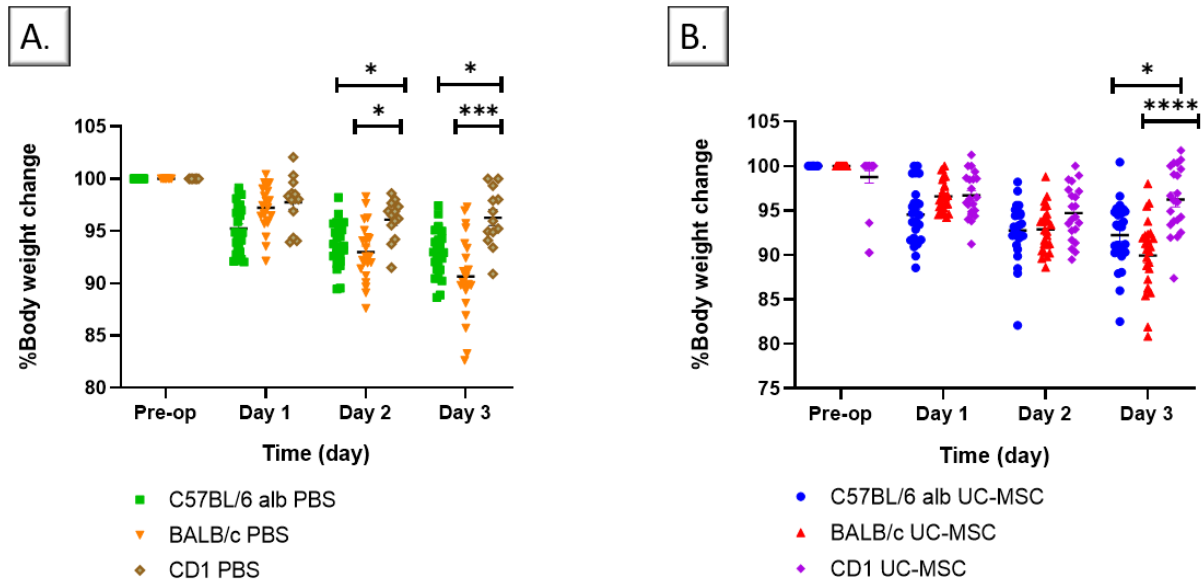 A.
*
*
*
***
%Body weight change
105
100
95
90
85
80
Pre-op
Day 1
Day 2
Day 3
Time (day)
C57BL/6 alb PBS
BALB/c PBS
CD1 PBS
B.
*
****
%Body weight change
105
100
95
90
85
80
75
Pre-op
Day 1
Day 2
Day 3
Time (day)
C57BL/6 alb UC-MSC
BALB/c UC-MSC
CD1 UC-MSC